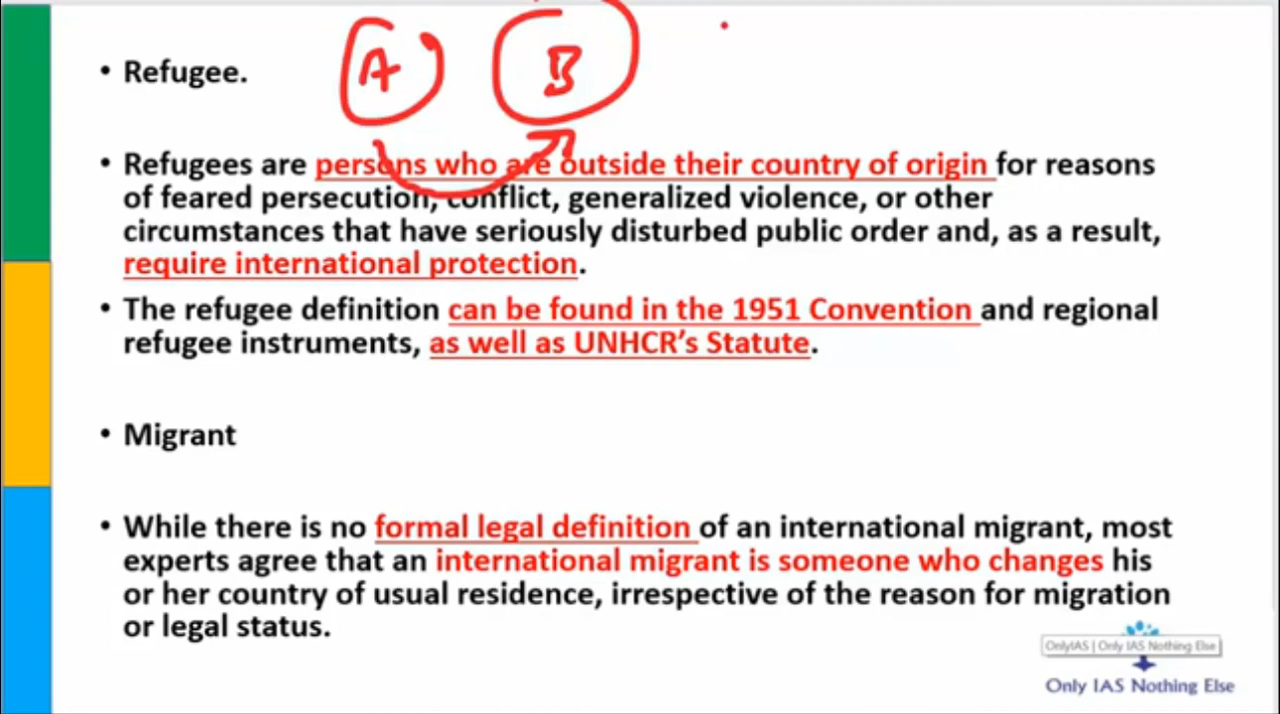 A B
• Refugee.
• Refugees are persons who are outside their country of origin for reasons
of feared persecution, conflict, generalized violence, or other
circumstances that have seriously disturbed public order and, as a result,
require international protection.
• The refugee definition can be found in the 1951 Convention and regional
refugee instruments, as well as UNHCR’s Statute.
• Migrant
• While there is no formal legal definition of an international migrant, most
experts agree that an international migrant is someone who changes his
or her country of usual residence, irrespective of the reason for migration
or legal status.
OnlyIAS | Only IAS Nothing Else
Only IAS Nothing Else